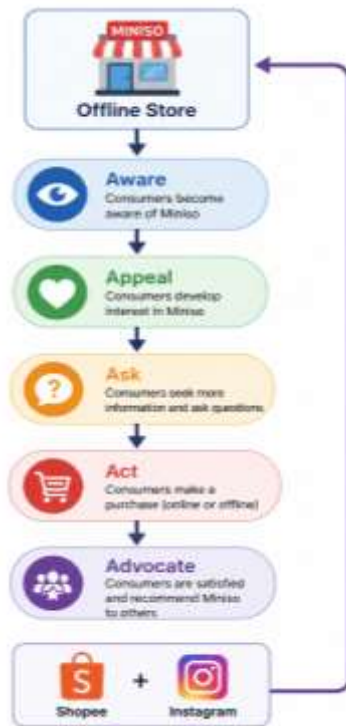 MINISO
Offline Store
Aware
Consumers become
aware of Miniso
Appeal
Consumers develop
interest in Miniso
Ask
Consumers seek more
information and ask questions
Act
Consumers make a
purchase (online or offline)
Advocate
Consumers are satisfied
and recommend Miniso
to others
Shopee
+
Instagram